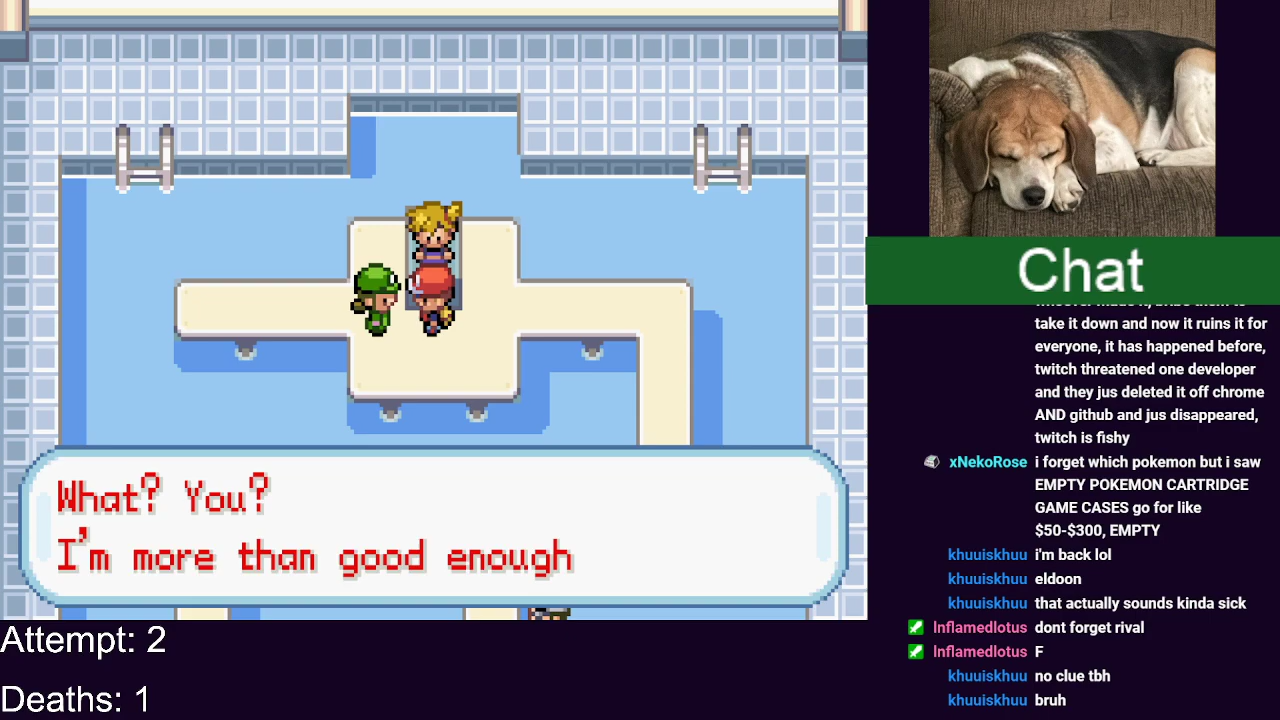 What? You?
I'm more than good enough
Attempt: 2
Deaths: 1
Chat
take it down and now it ruins it for
everyone, it has happened before,
twitch threatened one developer
and they jus deleted it off chrome
AND github and jus disappeared,
twitch is fishy
xNekoRose i forget which pokemon but i saw
EMPTY POKEMON CARTRIDGE
GAME CASES go for like
$50-$300, EMPTY
khuuiskhuu i'm back lol
khuuiskhuu eldoon
khuuiskhuu that actually sounds kinda sick
Inflamedlotus dont forget rival
Inflamedlotus F
khuuiskhuu no clue tbh
khuuiskhuu bruh